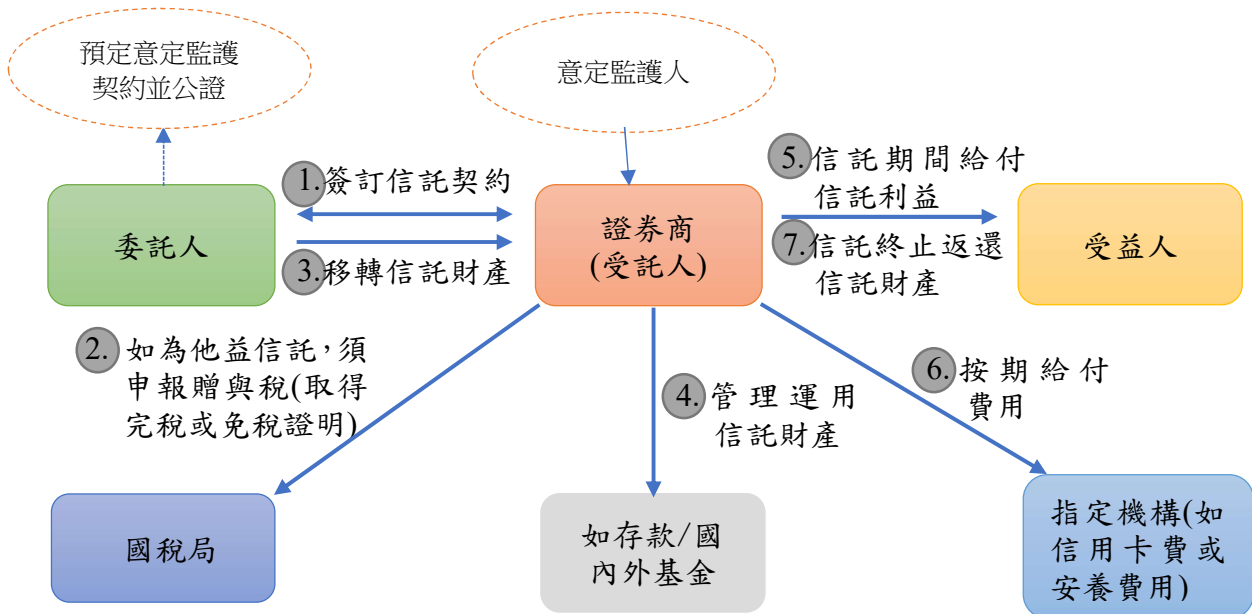 預定意定監護
契約並公證
意定監護人
1.簽訂信託契約
3.移轉信託財產
5.信託期間給付
信託利益
7.信託終止返還
信託財產
委託人
證券商
(受託人)
受益人
2. 如為他益信託,須
申報贈與稅(取得
完稅或免稅證明)
4. 管理運用
信託財產
6. 按期給付
費用
國稅局
如存款/國
內外基金
指定機構(如
信用卡費或
安養費用)